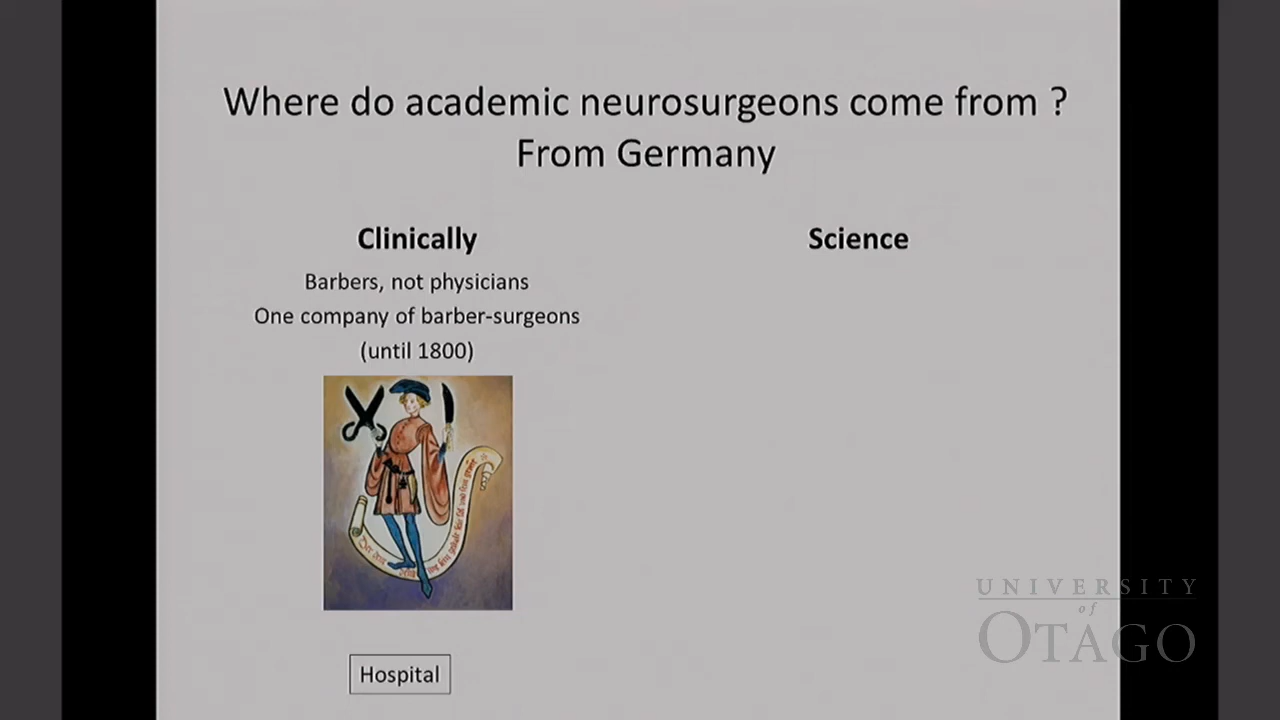 Where do academic neurosurgeons come from ?
From Germany
Clinically
Science
Barbers, not physicians
One company of barber-surgeons
(until 1800)
Hospital
UNIVERSITY
of
OTAGO